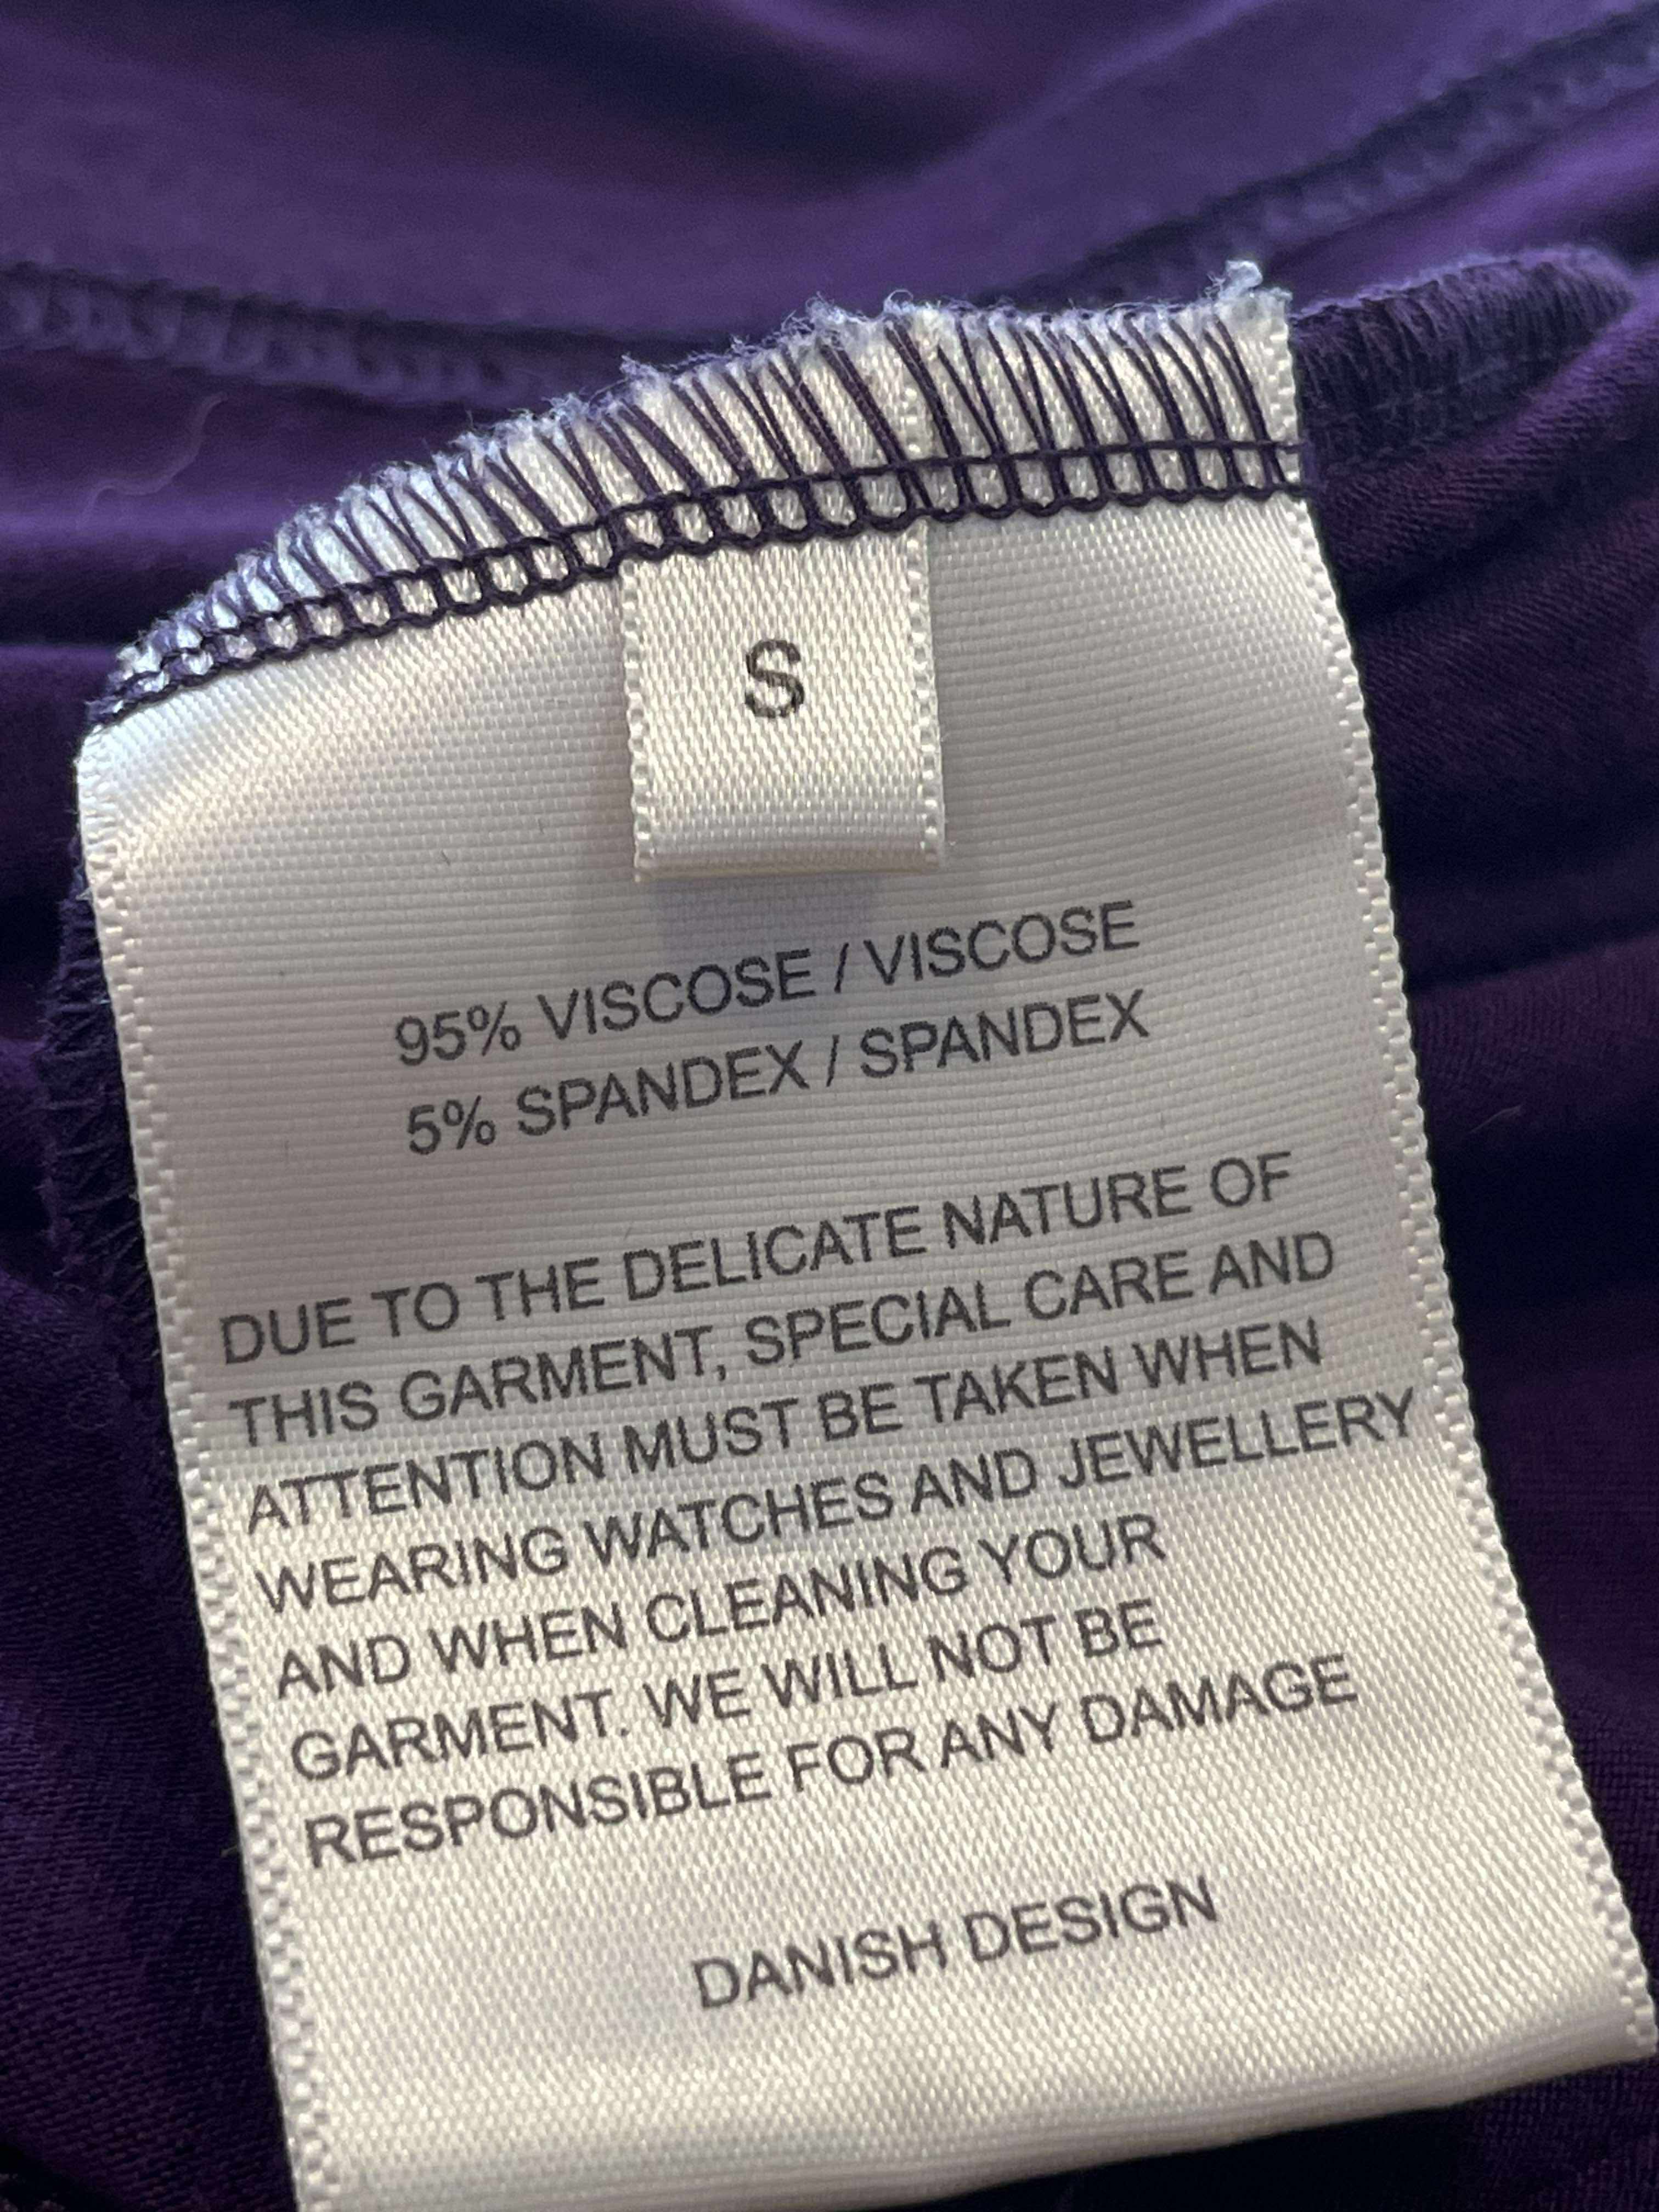 S
95% VISCOSE / VISCOSE
5% SPANDEX / SPANDEX
DUE TO THE DELICATE NATURE OF
THIS GARMENT, SPECIAL CARE AND
ATTENTION MUST BE TAKEN WHEN
WEARING WATCHES AND JEWELLERY
AND WHEN CLEANING YOUR
GARMENT. WE WILL NOT BE
RESPONSIBLE FOR ANY DAMAGE
DANISH DESIGN